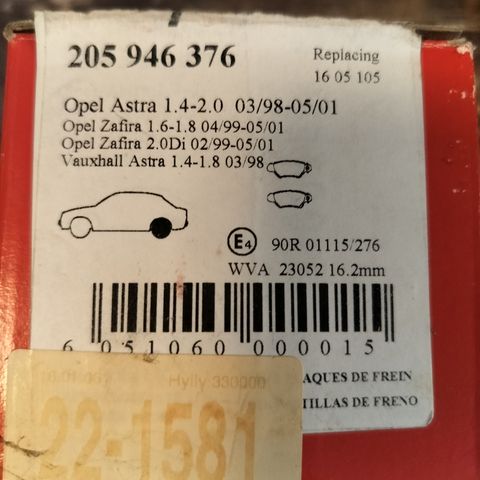 205 946 376
Replacing
16 05 105
Opel Astra 1.4-2.0 03/98-05/01
Opel Zafira 1.6-1.8 04/99-05/01
Opel Zafira 2.0Di 02/99-05/01
Vauxhall Astra 1.4-1.8 03/98
E4 90R 01115/276
WVA 23052 16.2mm
6 051060 000015
Hylly 330000
AQUES DE FREIN
TILLAS DE FRENO
22-1581